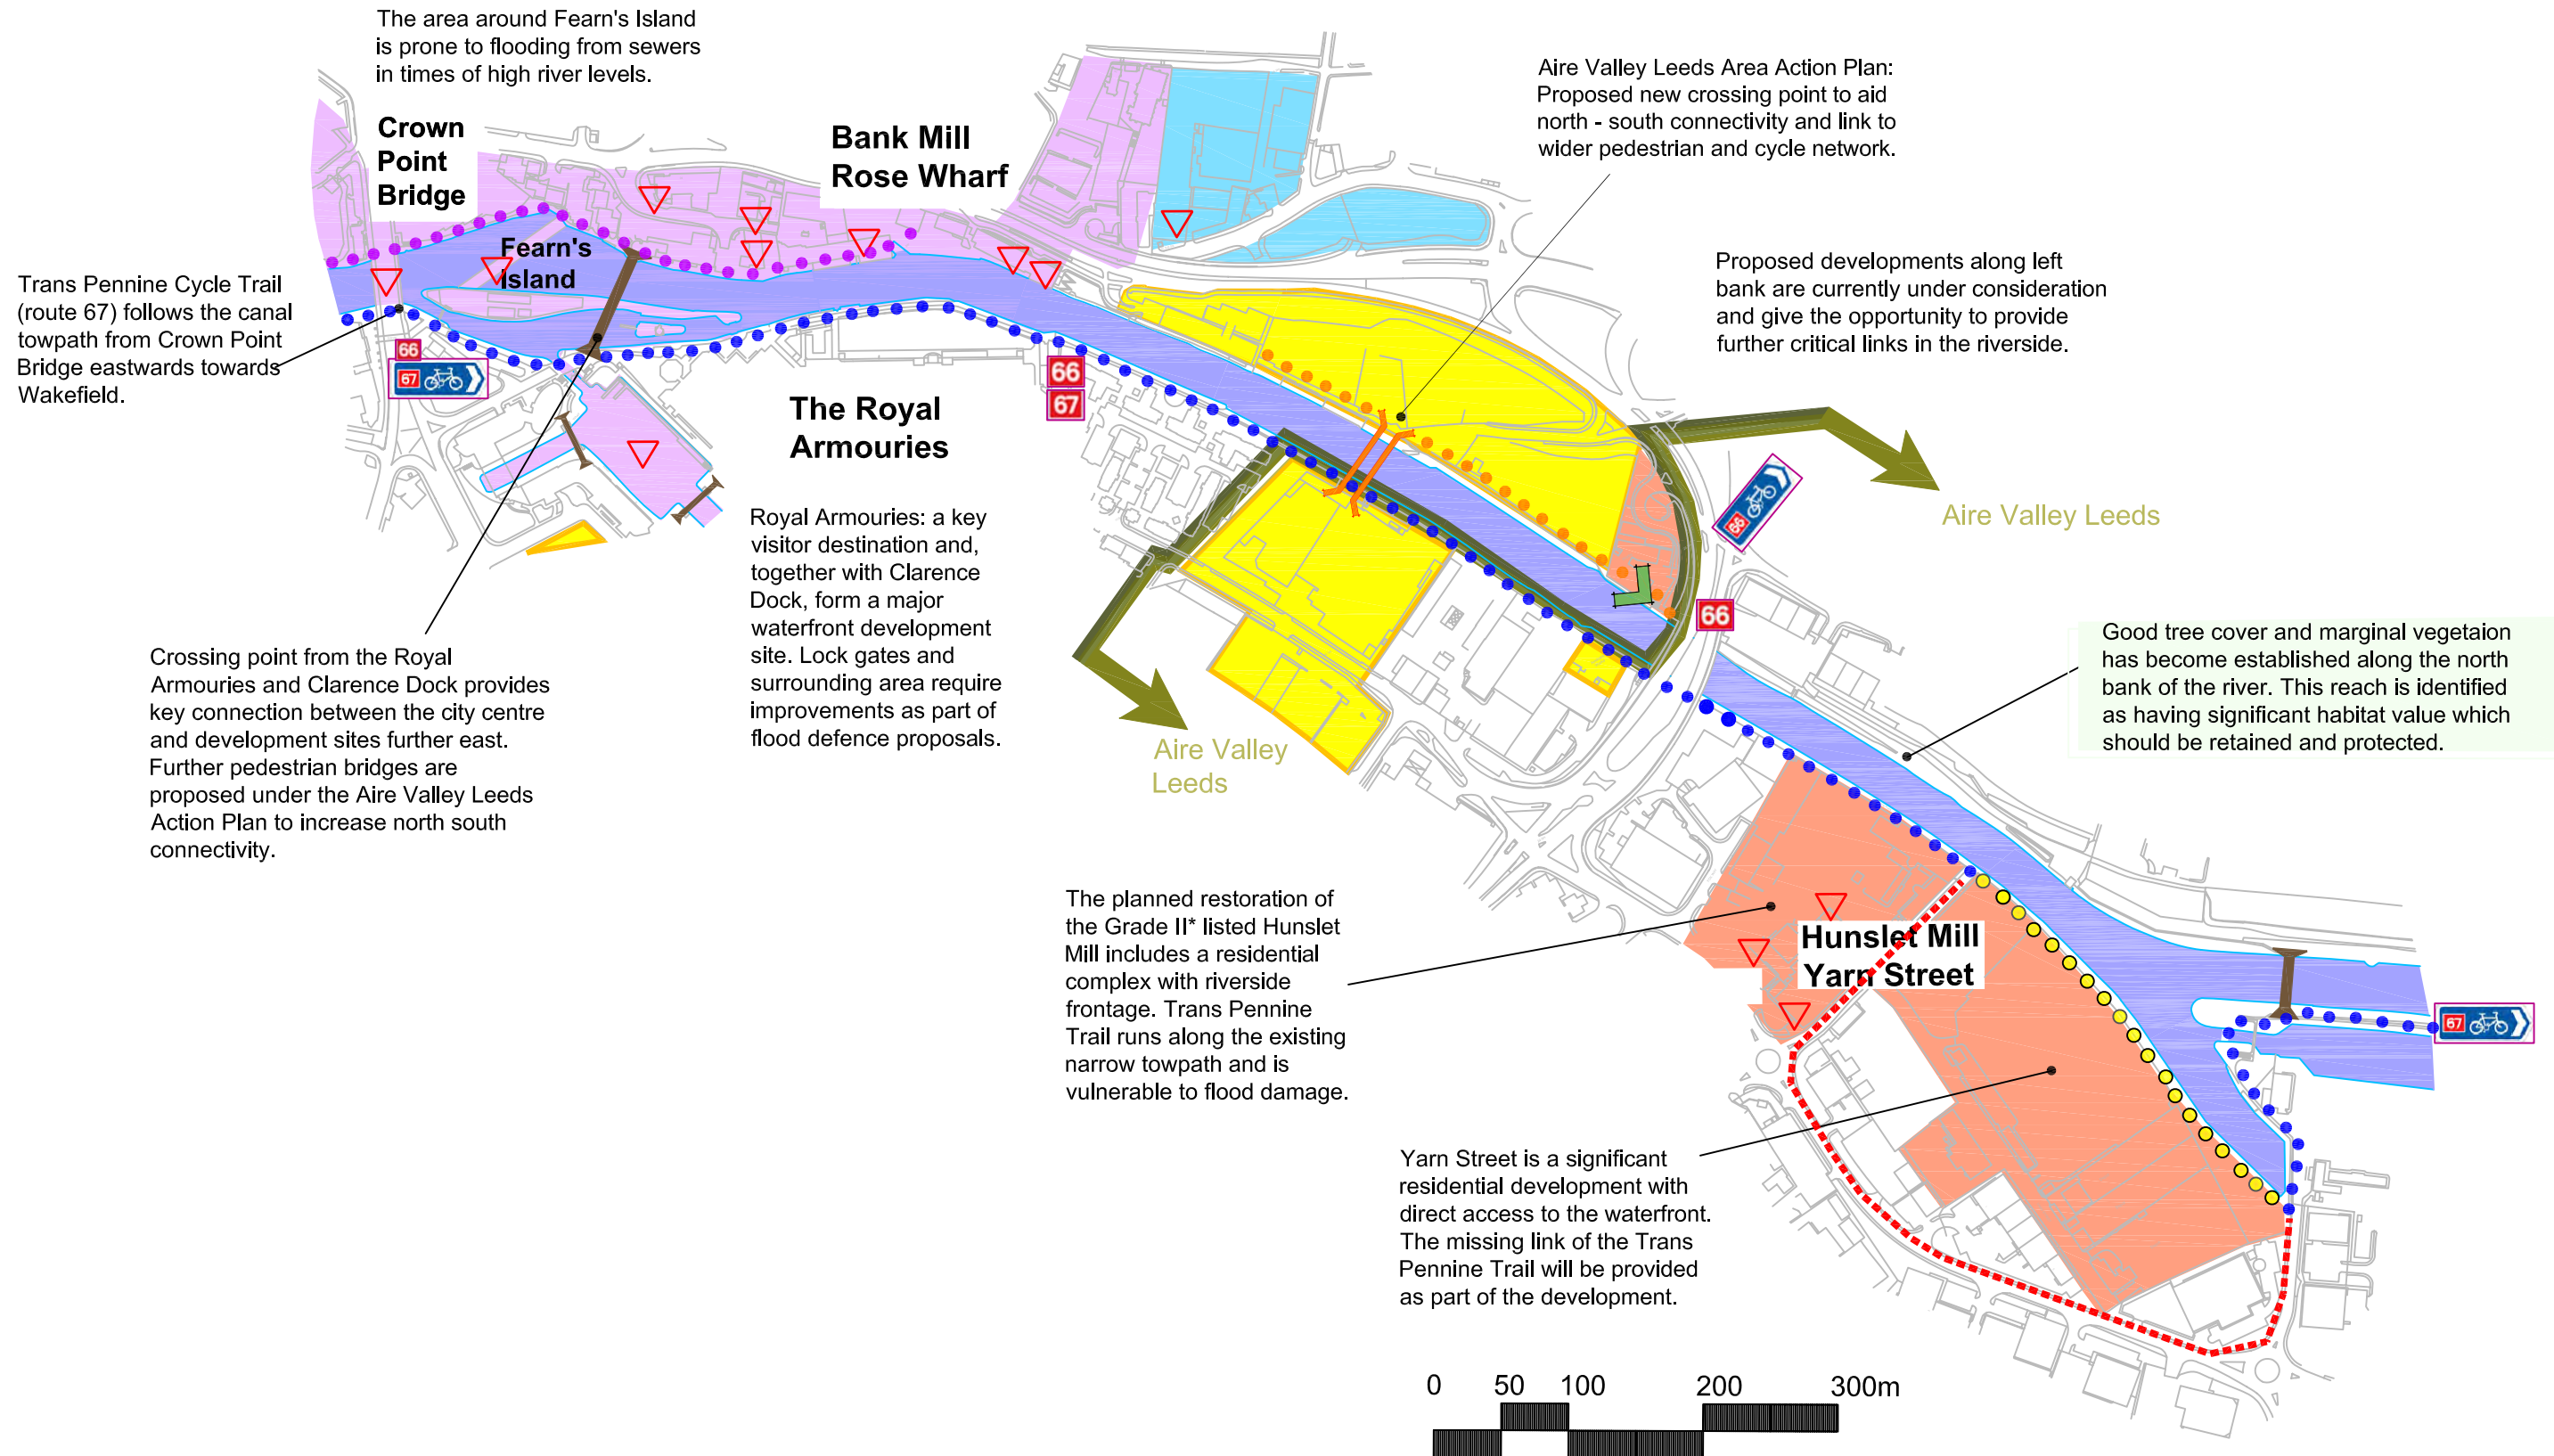 The area around Fearn's Island
is prone to flooding from sewers
in times of high river levels.
Crown
Point
Bridge
Bank Mill
Rose Wharf
Aire Valley Leeds Area Action Plan:
Proposed new crossing point to aid
north - south connectivity and link to
wider pedestrian and cycle network.
Fearn's
Island
Trans Pennine Cycle Trail
(route 67) follows the canal
towpath from Crown Point
Bridge eastwards towards
Wakefield.
Proposed developments along left
bank are currently under consideration
and give the opportunity to provide
further critical links in the riverside.
66
67
66
67
The Royal
Armouries
Royal Armouries: a key
visitor destination and,
together with Clarence
Dock, form a major
waterfront development
site. Lock gates and
surrounding area require
improvements as part of
flood defence proposals.
66
Aire Valley Leeds
66
Crossing point from the Royal
Armouries and Clarence Dock provides
key connection between the city centre
and development sites further east.
Further pedestrian bridges are
proposed under the Aire Valley Leeds
Action Plan to increase north south
connectivity.
Aire Valley
Leeds
Good tree cover and marginal vegetaion
has become established along the north
bank of the river. This reach is identified
as having significant habitat value which
should be retained and protected.
The planned restoration of
the Grade II* listed Hunslet
Mill includes a residential
complex with riverside
frontage. Trans Pennine
Trail runs along the existing
narrow towpath and is
vulnerable to flood damage.
Hunslet Mill
Yarn Street
67
Yarn Street is a significant
residential development with
direct access to the waterfront.
The missing link of the Trans
Pennine Trail will be provided
as part of the development.
0 50 100 200 300m